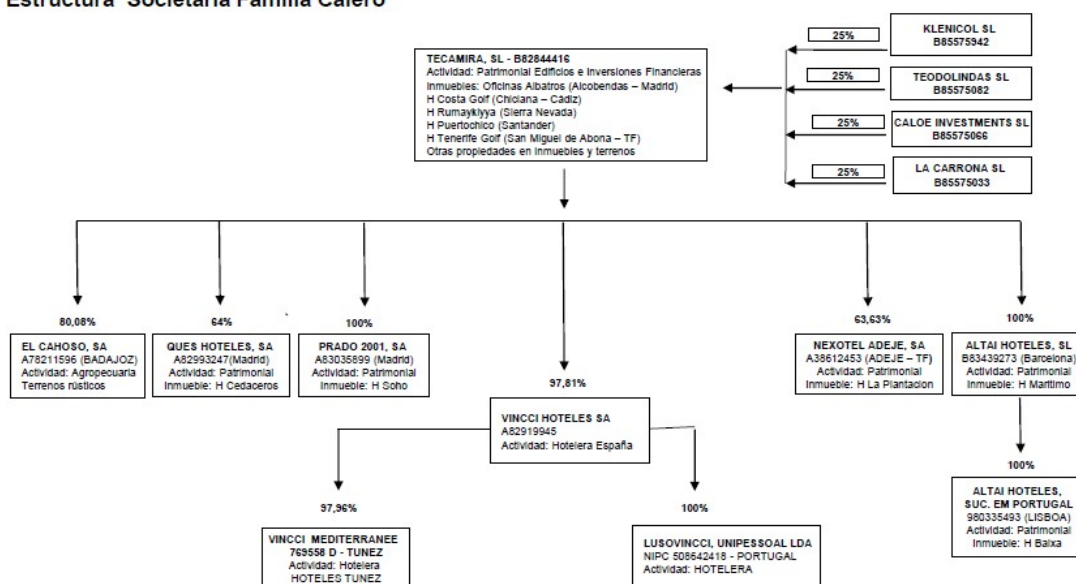 Estructura Societaria Familia Calero
25%
KLENICOL SL
B85575942
25%
TEODOLINDAS SL
B85575082
25%
CALOE INVESTMENTS SL
B85575066
25%
LA CARRONA SL
B85575033
TECAMIRA, SL - B82844416
Actividad: Patrimonial Edificios e Inversiones Financieras
Inmuebles: Oficinas Albatros (Alcobendas – Madrid)
H Costa Golf (Chiclana – Cádiz)
H Rumaykiyya (Sierra Nevada)
H Puertochico (Santander)
H Tenerife Golf (San Miguel de Abona – TF)
Otras propiedades en inmuebles y terrenos
80,08%
EL CAHOSO, SA
A78211596 (BADAJOZ)
Actividad: Agropecuaria
Terrenos rústicos
64%
QUES HOTELES, SA
A82993247(Madrid)
Actividad: Patrimonial
Inmueble: H Cedaceros
100%
PRADO 2001, SA
A83035899 (Madrid)
Actividad: Patrimonial
Inmueble: H Soho
97,81%
VINCCI HOTELES SA
A82919945
Actividad: Hotelera España
63,63%
NEXOTEL ADEJE, SA
A38612453 (ADEJE – TF)
Actividad: Patrimonial
Inmueble: H La Plantacion
100%
ALTAI HOTELES, SL
B83439273 (Barcelona)
Actividad: Patrimonial
Inmueble: H Maritimo
97,96%
VINCCI MEDITERRANEE
769558 D - TUNEZ
Actividad: Hotelera
HOTELES TUNEZ
100%
LUSOVINCCI, UNIPESSOAL LDA
NIPC 508642418 - PORTUGAL
Actividad: HOTELERA
100%
ALTAI HOTELES,
SUC. EM PORTUGAL
980335493 (LISBOA)
Actividad: Patrimonial
Inmueble: H Baixa